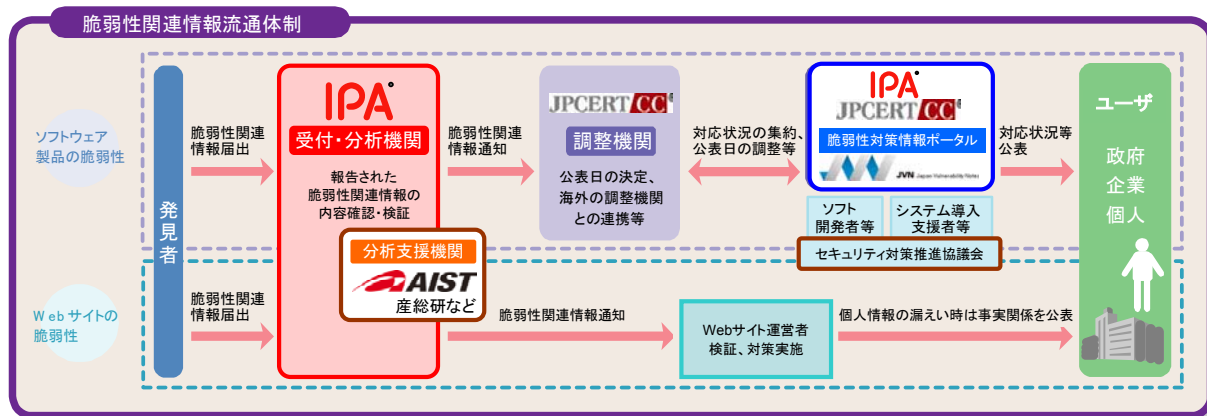 脆弱性関連情報流通体制
ソフトウェア
製品の脆弱性
Webサイトの
脆弱性
発見者
脆弱性関連
情報届出
脆弱性関連
情報届出
IPA
受付・分析機関
報告された
脆弱性関連情報の
内容確認・検証
分析支援機関
AIST
産総研など
脆弱性関連
情報通知
JPCERT CC
調整機関
公表日の決定、
海外の調整機関
との連携等
対応状況の集約、
公表日の調整等
IPA
JPCERT CC
脆弱性対策情報ポータル
JVN Japan Vulnerability Notes
ソフト
開発者等
システム導入
支援者等
セキュリティ対策推進協議会
対応状況等
公表
脆弱性関連情報通知
Webサイト運営者
検証、対策実施
個人情報の漏えい時は事実関係を公表
ユーザ
政府
企業
個人